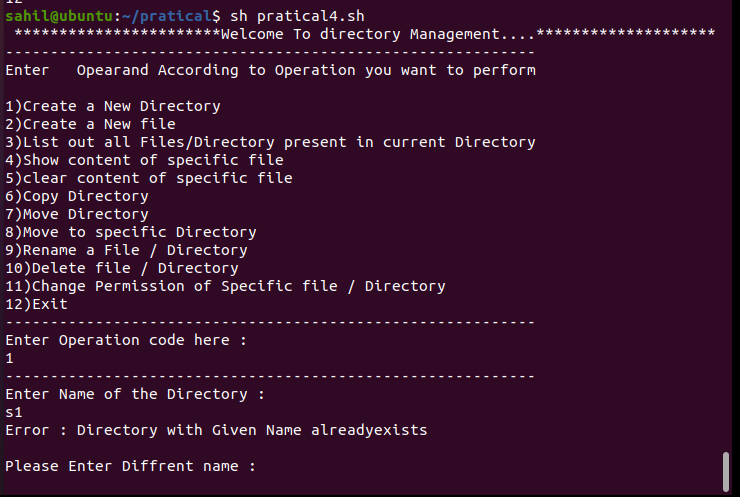 12
sahil@ubuntu:~/pratical$ sh pratical4.sh
***********************Welcome To directory Management....********************
-----------------------------------------------------------
Enter   Opearand According to Operation you want to perform
1)Create a New Directory
2)Create a New file
3)List out all Files/Directory present in current Directory
4)Show content of specific file
5)clear content of specific file
6)Copy Directory
7)Move Directory
8)Move to specific Directory
9)Rename a File / Directory
10)Delete file / Directory
11)Change Permission of Specific file / Directory
12)Exit
-----------------------------------------------------------
Enter Operation code here :
1
-----------------------------------------------------------
Enter Name of the Directory :
s1
Error : Directory with Given Name alreadyexists
Please Enter Diffrent name :